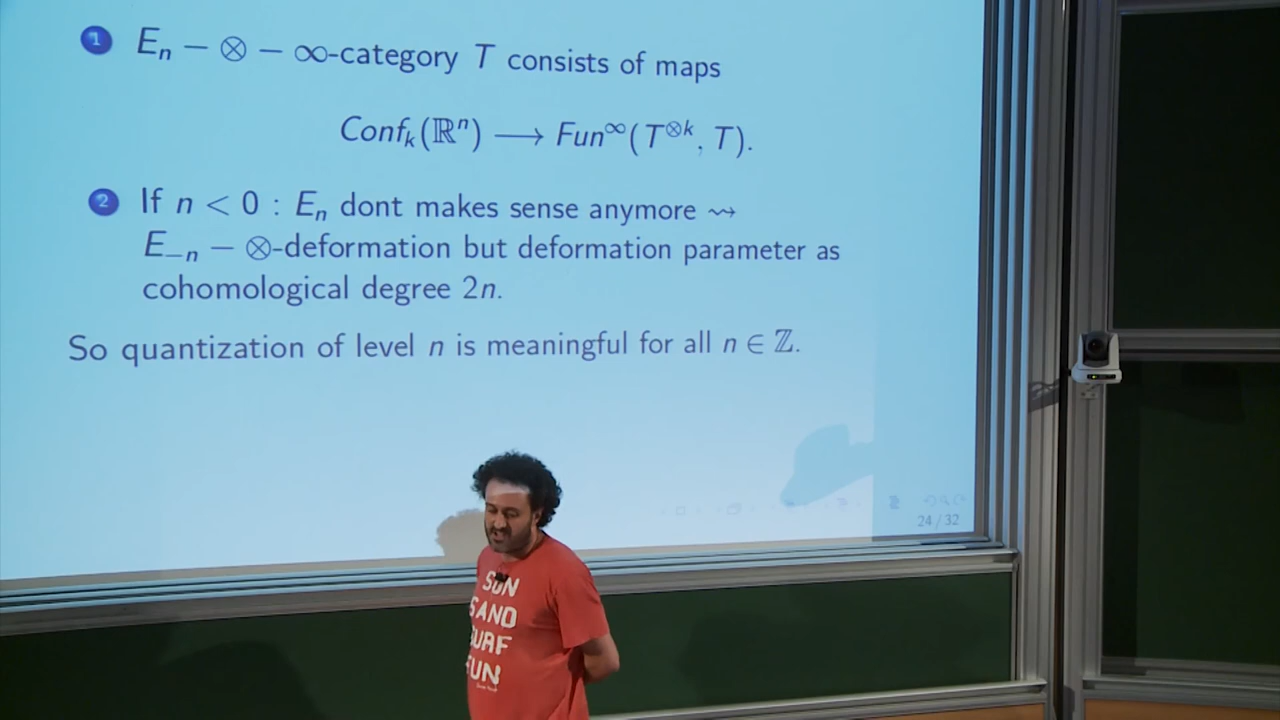 1 E_n − ⊗ − ∞-category T consists of maps
Conf_k(ℝ^n) ⟶ Fun^∞(T^{⊗k}, T).
2 If n < 0 : E_n dont makes sense anymore ⇝
E_{−n} − ⊗-deformation but deformation parameter as
cohomological degree 2n.
So quantization of level n is meaningful for all n ∈ ℤ.
24 / 32
SUN
SAND
SURF
FUN